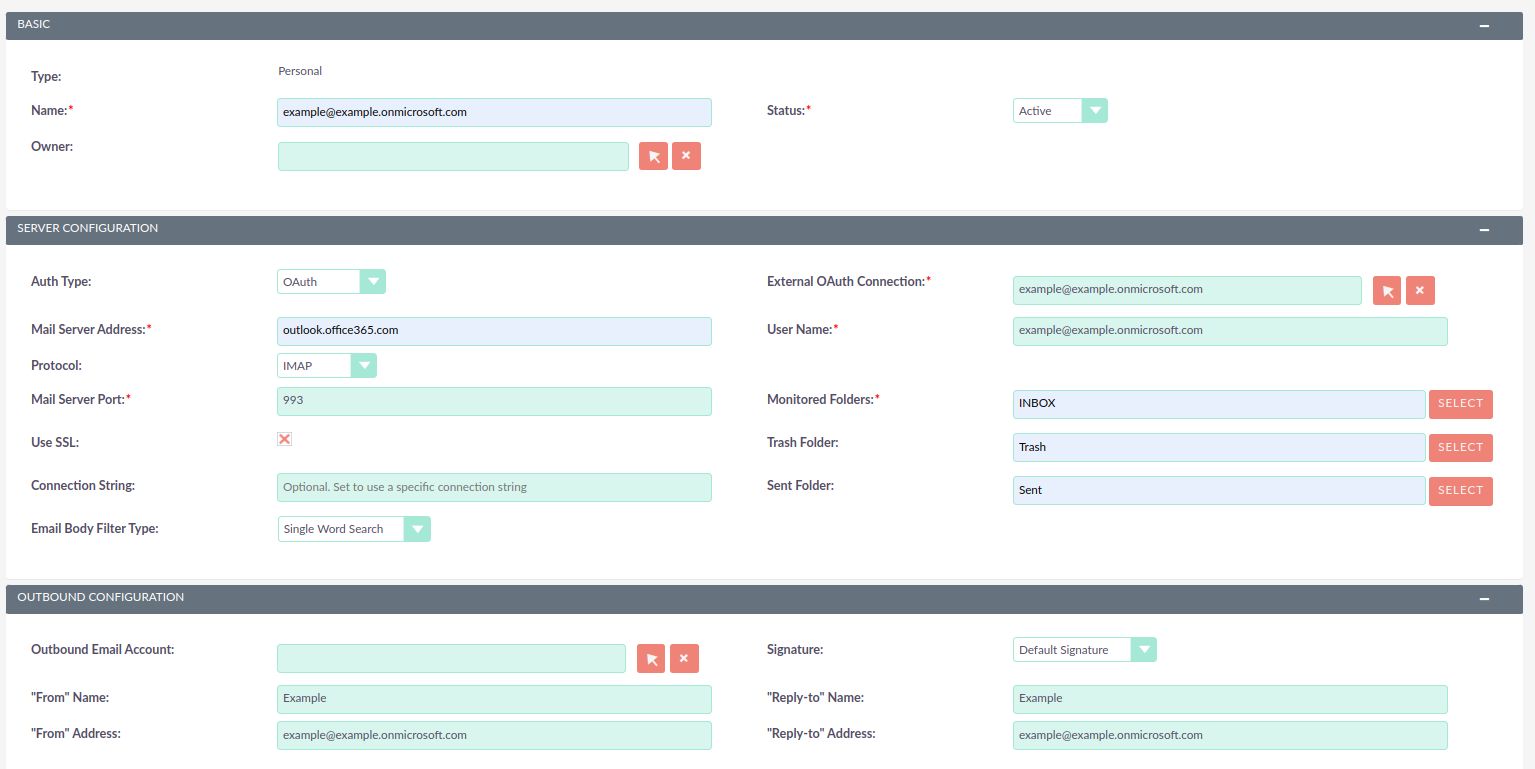 BASIC
Type: Personal
Name:* example@example.onmicrosoft.com Status:* Active
Owner:
SERVER CONFIGURATION
Auth Type: OAuth External OAuth Connection:* example@example.onmicrosoft.com
Mail Server Address:* outlook.office365.com User Name:* example@example.onmicrosoft.com
Protocol: IMAP
Mail Server Port:* 993 Monitored Folders:* INBOX SELECT
Use SSL: Trash Folder: Trash SELECT
Connection String: Optional. Set to use a specific connection string Sent Folder: Sent SELECT
Email Body Filter Type: Single Word Search
OUTBOUND CONFIGURATION
Outbound Email Account: Signature: Default Signature
"From" Name: Example "Reply-to" Name: Example
"From" Address: example@example.onmicrosoft.com "Reply-to" Address: example@example.onmicrosoft.com